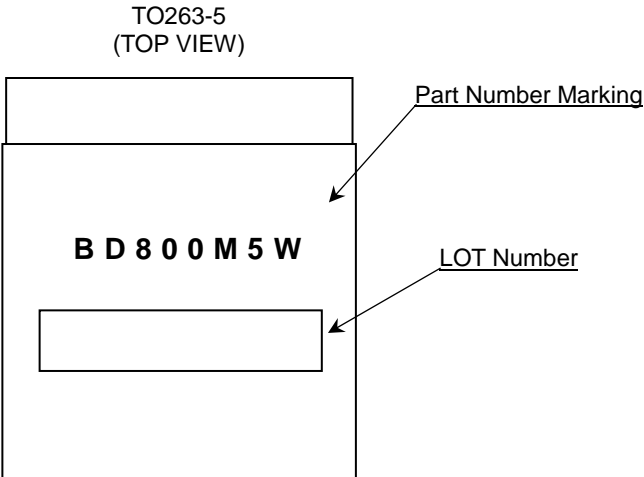 TO263-5
(TOP VIEW)
Part Number Marking
B D 8 0 0 M 5 W
LOT Number